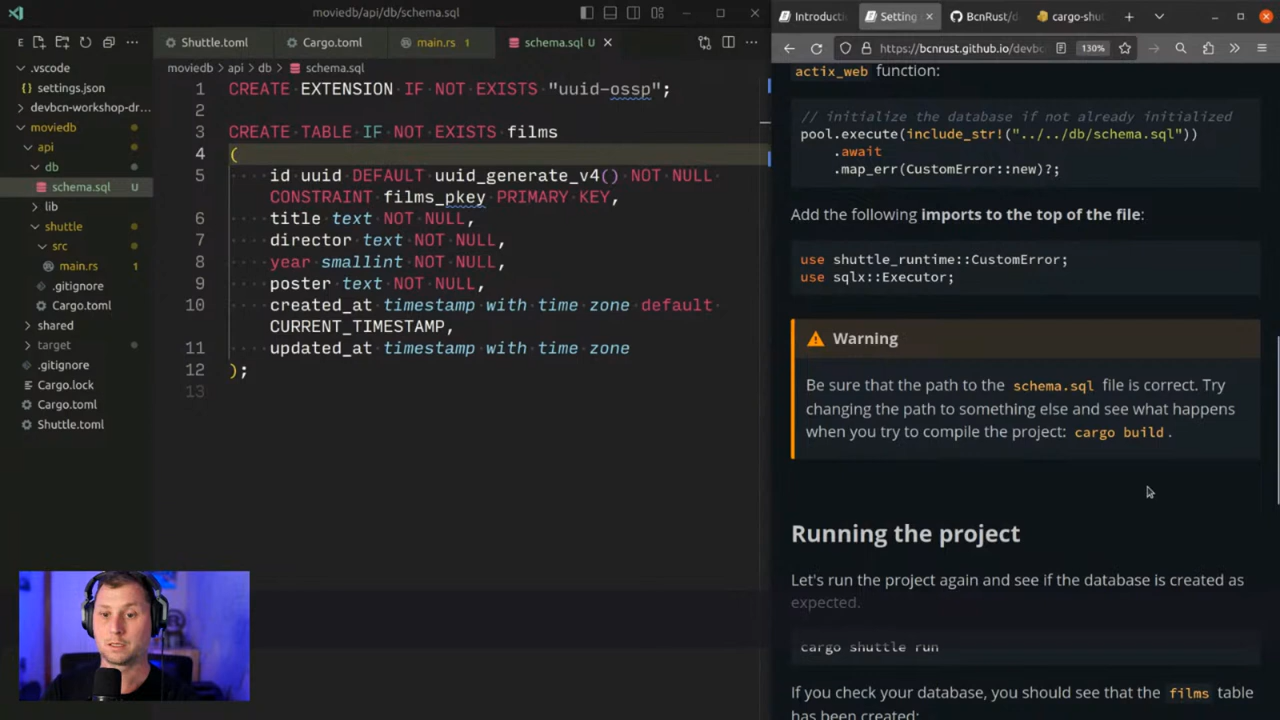 moviedb/api/db/schema.sql
E
.vscode
settings.json
devbcn-workshop-dr...
moviedb
api
db
schema.sql U
lib
shuttle
src
main.rs 1
.gitignore
Cargo.toml
shared
target
.gitignore
Cargo.lock
Cargo.toml
Shuttle.toml
Shuttle.toml
Cargo.toml
main.rs 1
schema.sql U
moviedb > api > db > schema.sql
1 CREATE EXTENSION IF NOT EXISTS "uuid-ossp";
2
3 CREATE TABLE IF NOT EXISTS films
4 (
5 id uuid DEFAULT uuid_generate_v4() NOT NULL
CONSTRAINT films_pkey PRIMARY KEY,
6 title text NOT NULL,
7 director text NOT NULL,
8 year smallint NOT NULL,
9 poster text NOT NULL,
10 created_at timestamp with time zone default
CURRENT_TIMESTAMP,
11 updated_at timestamp with time zone
12 );
13
Introduction
Setting
BcnRust/d
cargo-shu
https://bcnrust.github.io/devbc 130%
actix_web function:
// initialize the database if not already initialized
pool.execute(include_str!("../../db/schema.sql"))
.await
.map_err(CustomError::new)?;
Add the following imports to the top of the file:
use shuttle_runtime::CustomError;
use sqlx::Executor;
Warning
Be sure that the path to the schema.sql file is correct. Try
changing the path to something else and see what happens
when you try to compile the project: cargo build.
Running the project
Let's run the project again and see if the database is created as
expected.
cargo shuttle run
If you check your database, you should see that the films table
has been created: